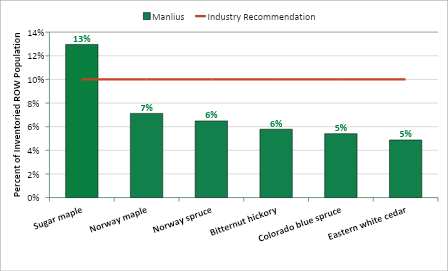 Manlius Industry Recommendation
Percent of Inventoried ROW Population
14%
12%
10%
8%
6%
4%
2%
0%
13%
7%
6%
6%
5%
5%
Sugar maple
Norway maple
Norway spruce
Bitternut hickory
Colorado blue spruce
Eastern white cedar